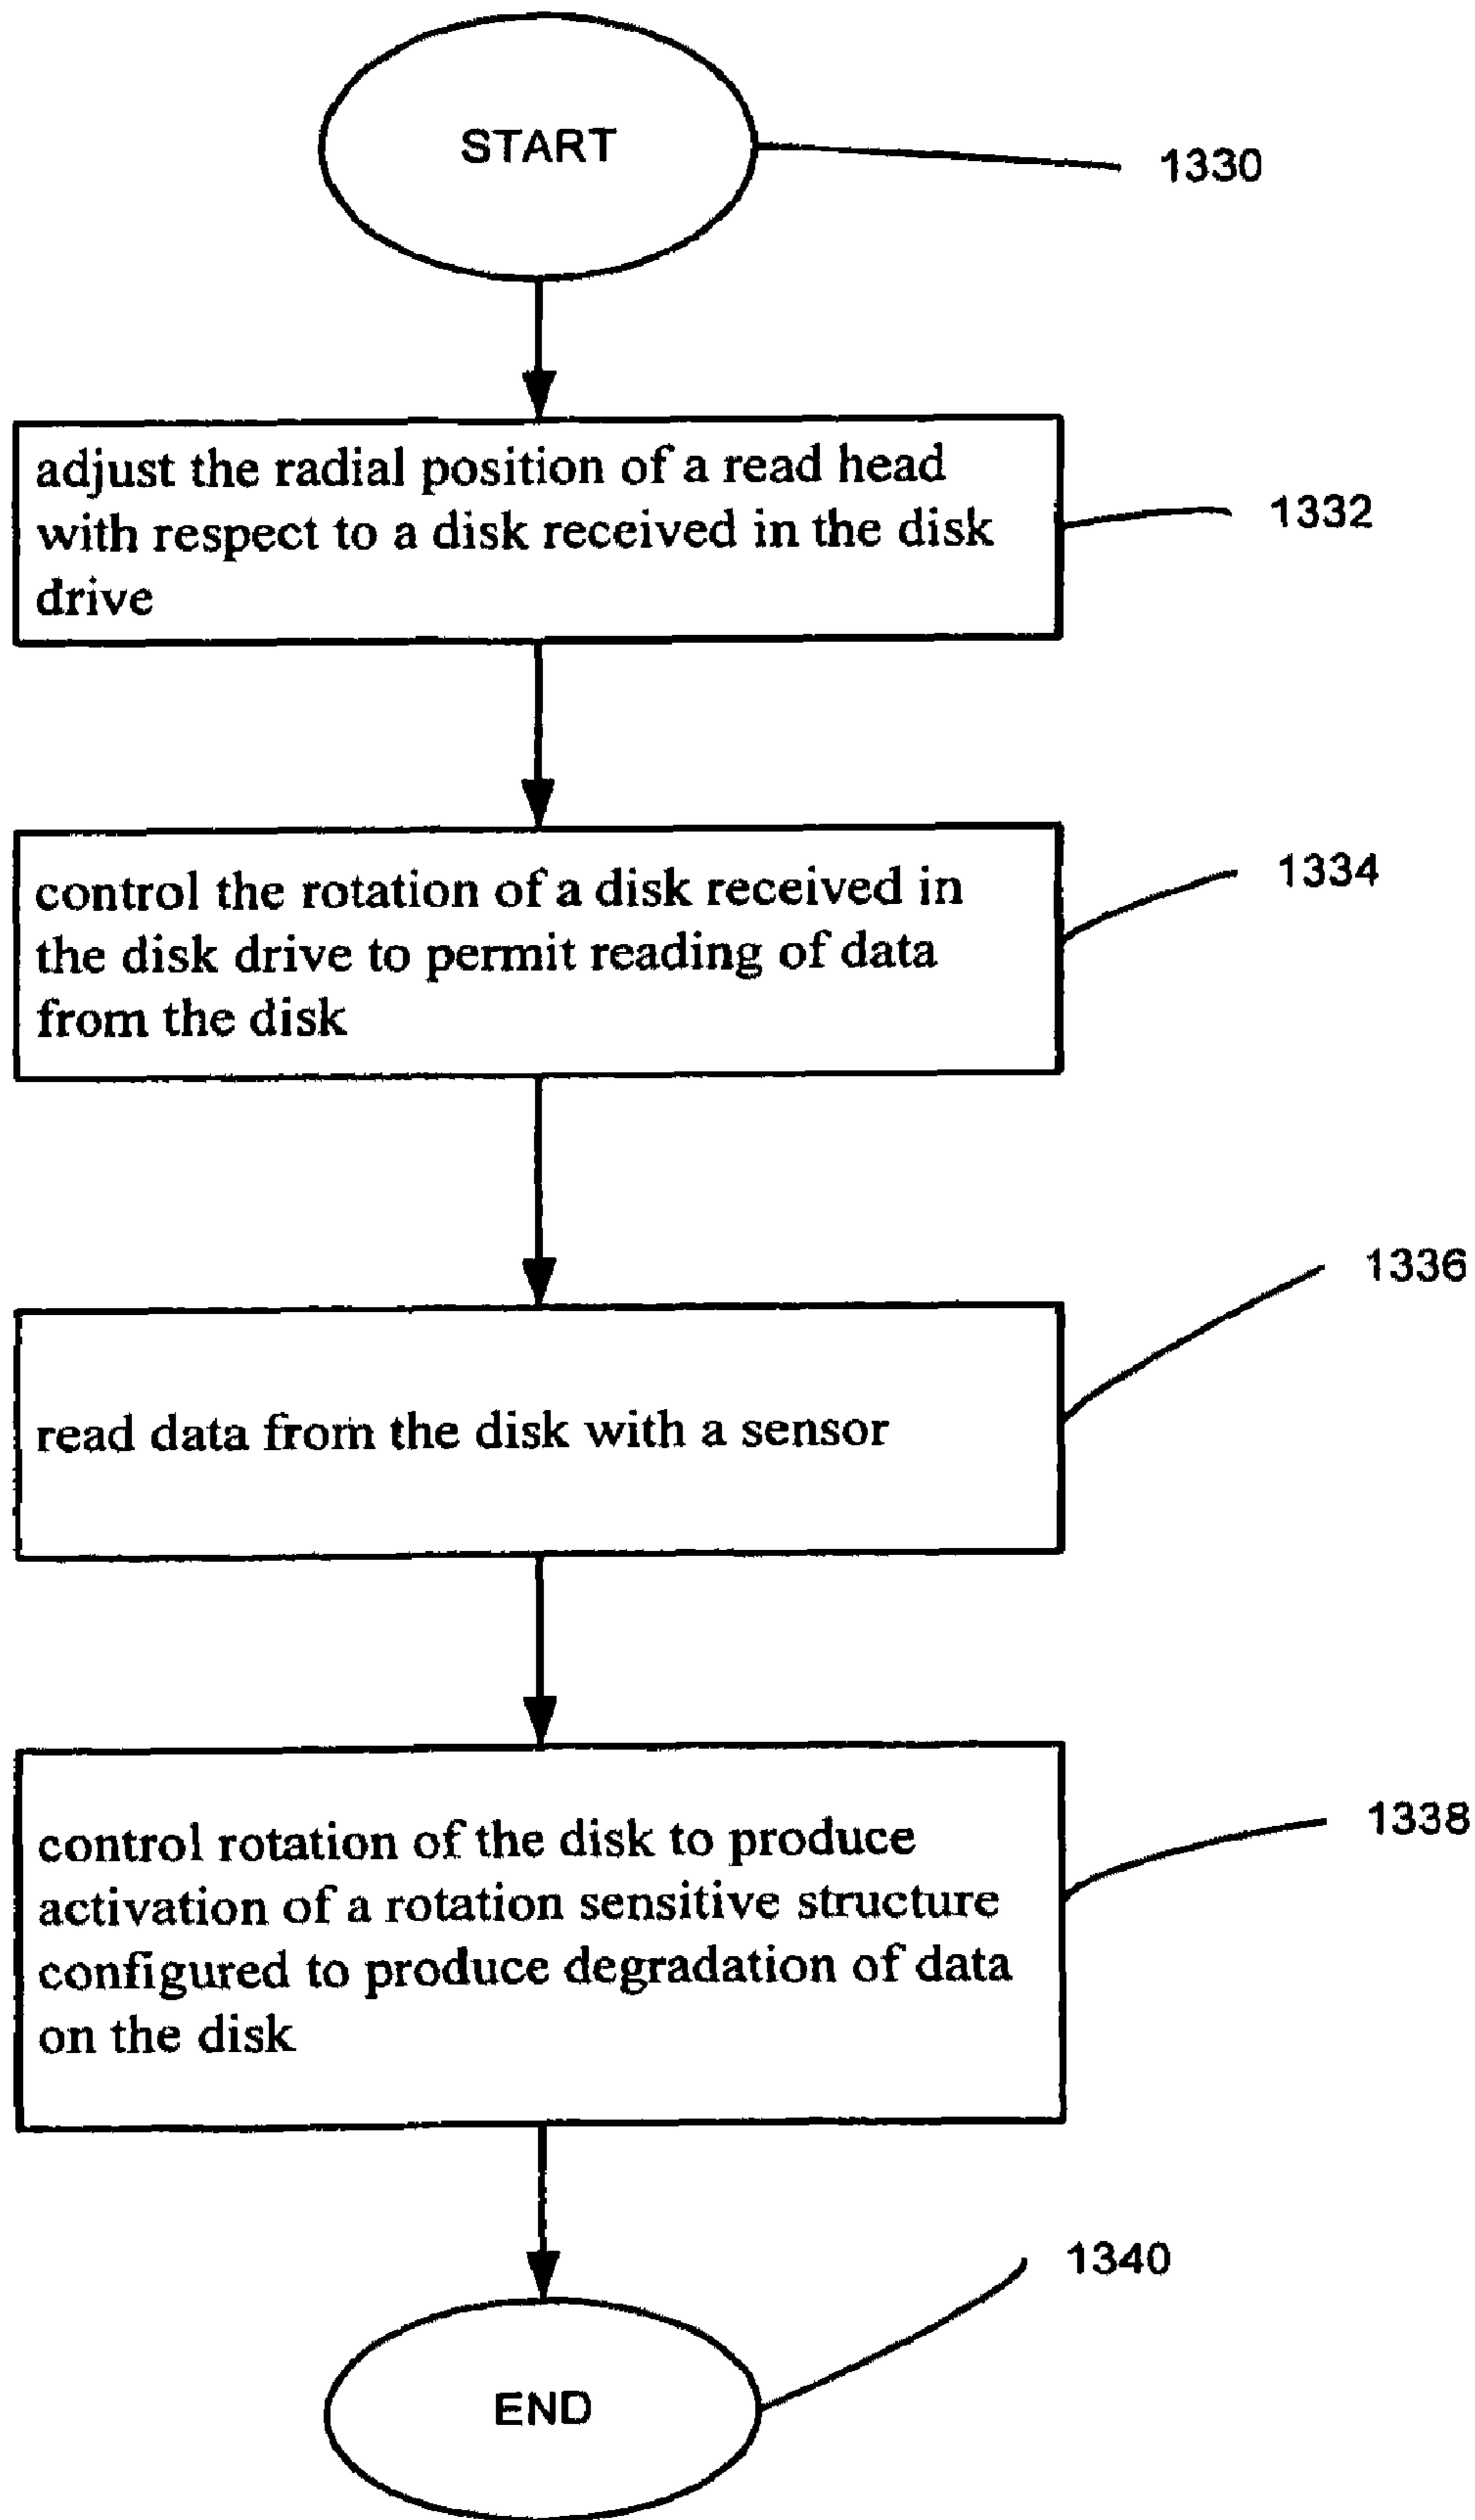 START
1330
adjust the radial position of a read head
with respect to a disk received in the disk
drive
1332
control the rotation of a disk received in
the disk drive to permit reading of data
from the disk
1334
1336
read data from the disk with a sensor
control rotation of the disk to produce
activation of a rotation sensitive structure
configured to produce degradation of data
on the disk
1338
1340
END